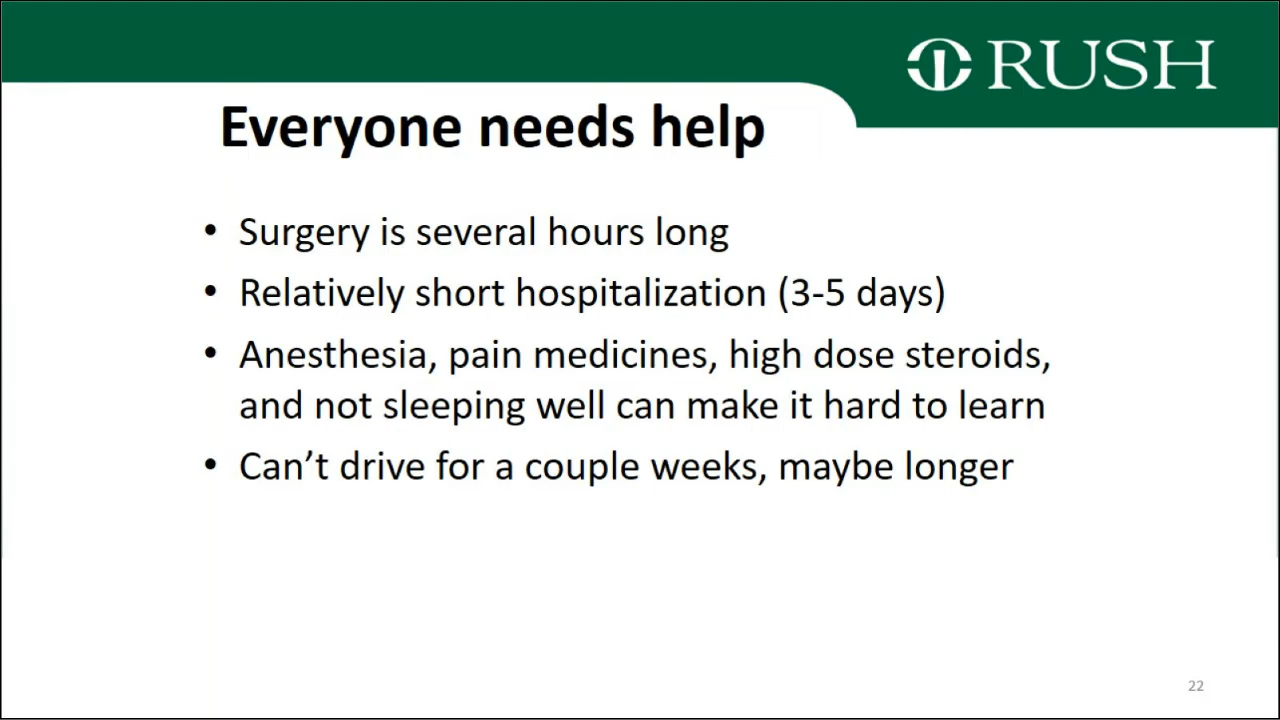 RUSH
Everyone needs help
• Surgery is several hours long
• Relatively short hospitalization (3-5 days)
• Anesthesia, pain medicines, high dose steroids,
and not sleeping well can make it hard to learn
• Can’t drive for a couple weeks, maybe longer
22